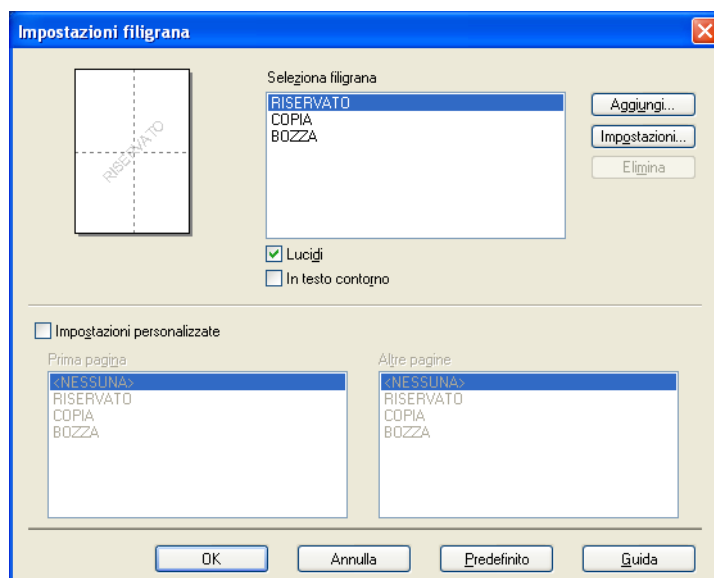 Impostazioni filigrana
Seleziona filigrana
RISERVATO
COPIA
BOZZA
Aggiungi...
Impostazioni...
Elimina
RISERVATO
Lucidi
In testo contorno
Impostazioni personalizzate
Prima pagina
<NESSUNA>
RISERVATO
COPIA
BOZZA
Altre pagine
<NESSUNA>
RISERVATO
COPIA
BOZZA
OK
Annulla
Predefinito
Guida